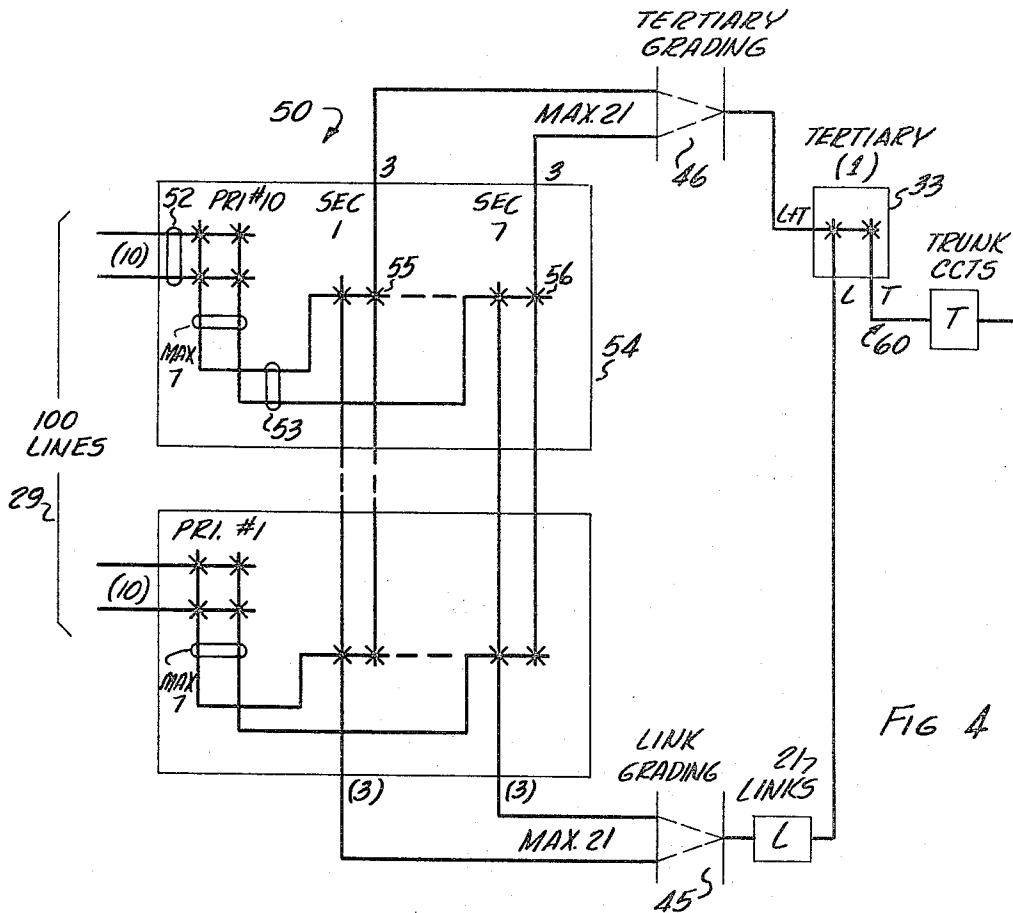 TERTIARY
GRADING
50
MAX. 21
46
TERTIARY
(1)
33
3
3
52
PRI #10
SEC
1
SEC
7
L+T
TRUNK
CCTS
(10)
55
56
L
T
T
60
MAX
7
54
53
100
LINES
29
PRI. #1
(10)
MAX
7
FIG 4
LINK
GRADING
21
LINKS
(3)
(3)
MAX. 21
L
45